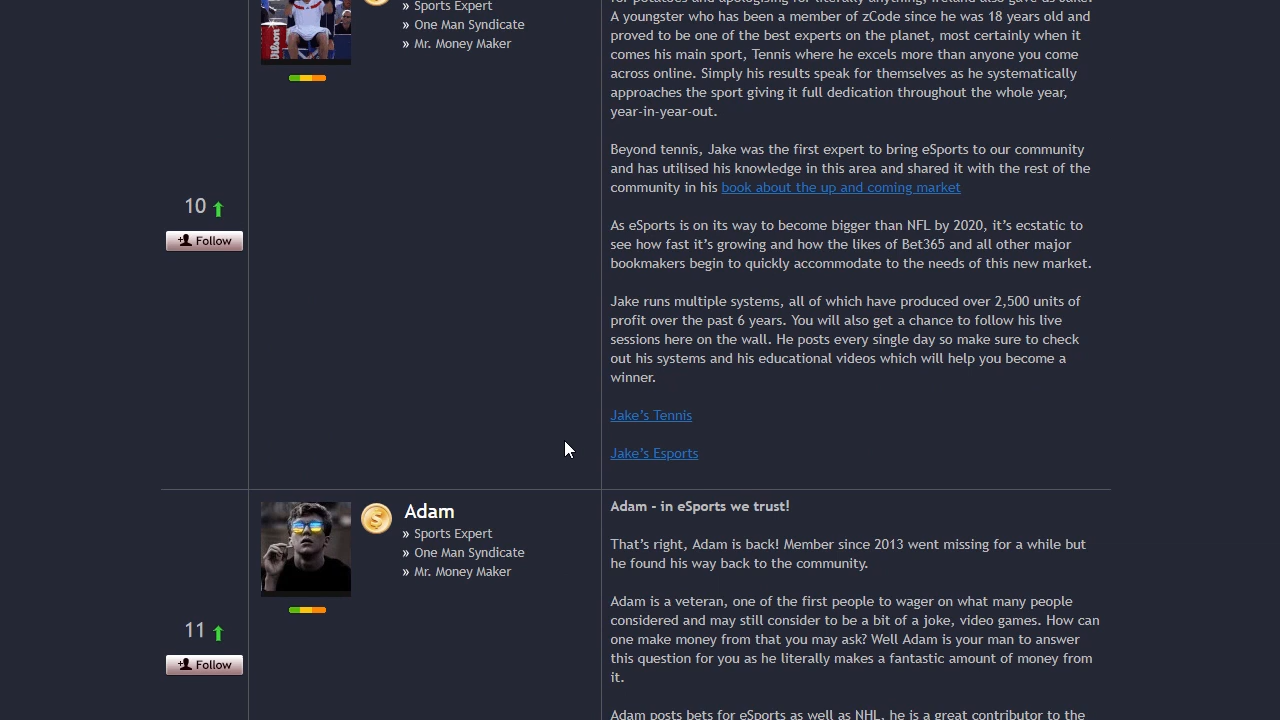 » Sports Expert
» One Man Syndicate
» Mr. Money Maker
A youngster who has been a member of zCode since he was 18 years old and
proved to be one of the best experts on the planet, most certainly when it
comes his main sport, Tennis where he excels more than anyone you come
across online. Simply his results speak for themselves as he systematically
approaches the sport giving it full dedication throughout the whole year,
year-in-year-out.
Beyond tennis, Jake was the first expert to bring eSports to our community
and has utilised his knowledge in this area and shared it with the rest of the
community in his book about the up and coming market
10
Follow
As eSports is on its way to become bigger than NFL by 2020, it’s ecstatic to
see how fast it’s growing and how the likes of Bet365 and all other major
bookmakers begin to quickly accommodate to the needs of this new market.
Jake runs multiple systems, all of which have produced over 2,500 units of
profit over the past 6 years. You will also get a chance to follow his live
sessions here on the wall. He posts every single day so make sure to check
out his systems and his educational videos which will help you become a
winner.
Jake’s Tennis
Jake’s Esports
Adam
» Sports Expert
» One Man Syndicate
» Mr. Money Maker
11
Follow
Adam - in eSports we trust!
That’s right, Adam is back! Member since 2013 went missing for a while but
he found his way back to the community.
Adam is a veteran, one of the first people to wager on what many people
considered and may still consider to be a bit of a joke, video games. How can
one make money from that you may ask? Well Adam is your man to answer
this question for you as he literally makes a fantastic amount of money from
it.
Adam posts bets for eSports as well as NHL, he is a great contributor to the
Wilson